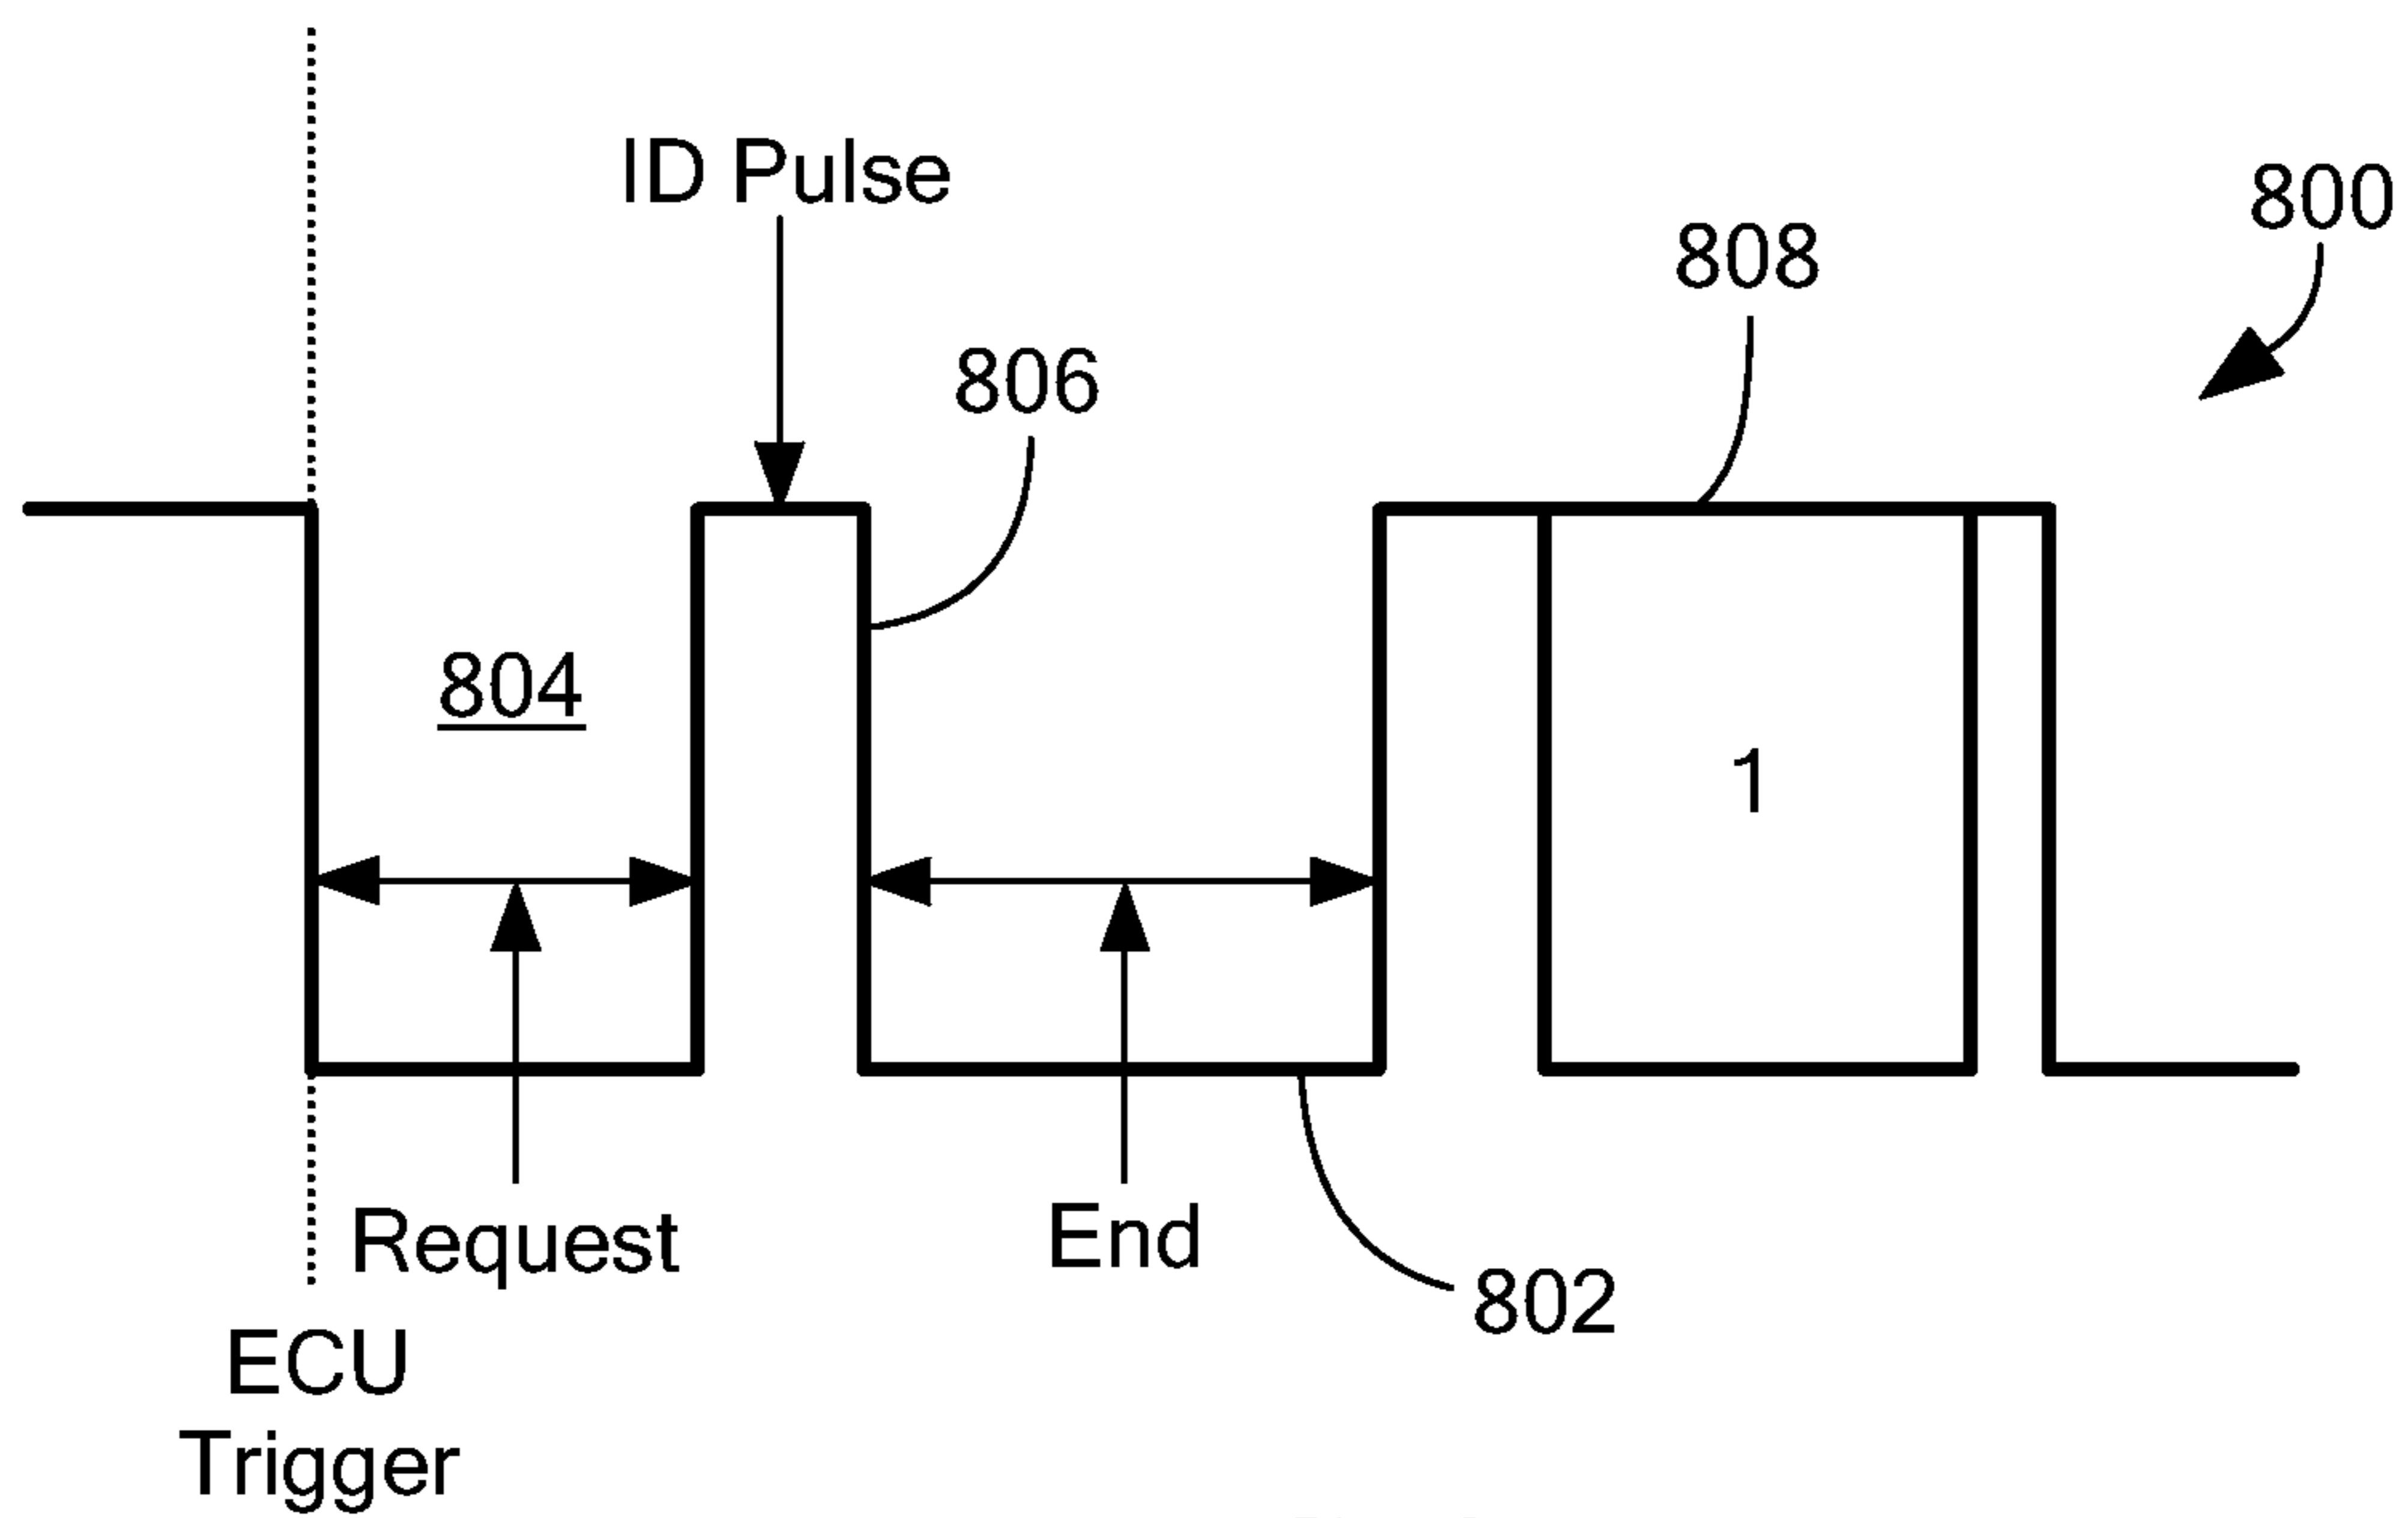 ID Pulse
800
808
806
804
1
Request
End
802
ECU
Trigger